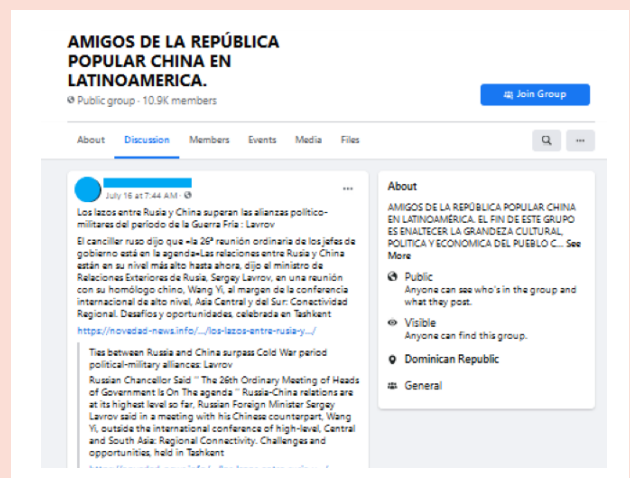 AMIGOS DE LA REPÚBLICA
POPULAR CHINA EN
LATINOAMERICA.
Public group · 10.9K members
Join Group
About Discussion Members Events Media Files
July 16 at 7:44 AM ·
Los lazos entre Rusia y China superan las alianzas político-
militares del período de la Guerra Fría : Lavrov
El canciller ruso dijo que «la 26ª reunión ordinaria de los jefes de
gobierno está en la agenda»Las relaciones entre Rusia y China
están en su nivel más alto hasta ahora, dijo el ministro de
Relaciones Exteriores de Rusia, Sergey Lavrov, en una reunión
con su homólogo chino, Wang Yi, al margen de la conferencia
internacional de alto nivel, Asia Central y del Sur: Conectividad
Regional. Desafíos y oportunidades, celebrada en Tashkent
https://novedad-news.info/.../los-lazos-entre-rusia-y.../
Ties between Russia and China surpass Cold War period
political-military alliances: Lavrov
Russian Chancellor Said '' The 26th Ordinary Meeting of Heads
of Government Is On The agenda '' Russia-China relations are
at its highest level so far, Russian Foreign Minister Sergey
Lavrov said in a meeting with his Chinese counterpart, Wang
Yi, outside the international conference of high-level, Central
and South Asia: Regional Connectivity. Challenges and
opportunities, held in Tashkent
About
AMIGOS DE LA REPÚBLICA POPULAR CHINA
EN LATINOAMÉRICA. EL FIN DE ESTE GRUPO
ES ENALTECER LA GRANDEZA CULTURAL,
POLITICA Y ECONOMICA DEL PUEBLO C... See
More
Public
Anyone can see who's in the group and
what they post.
Visible
Anyone can find this group.
Dominican Republic
General